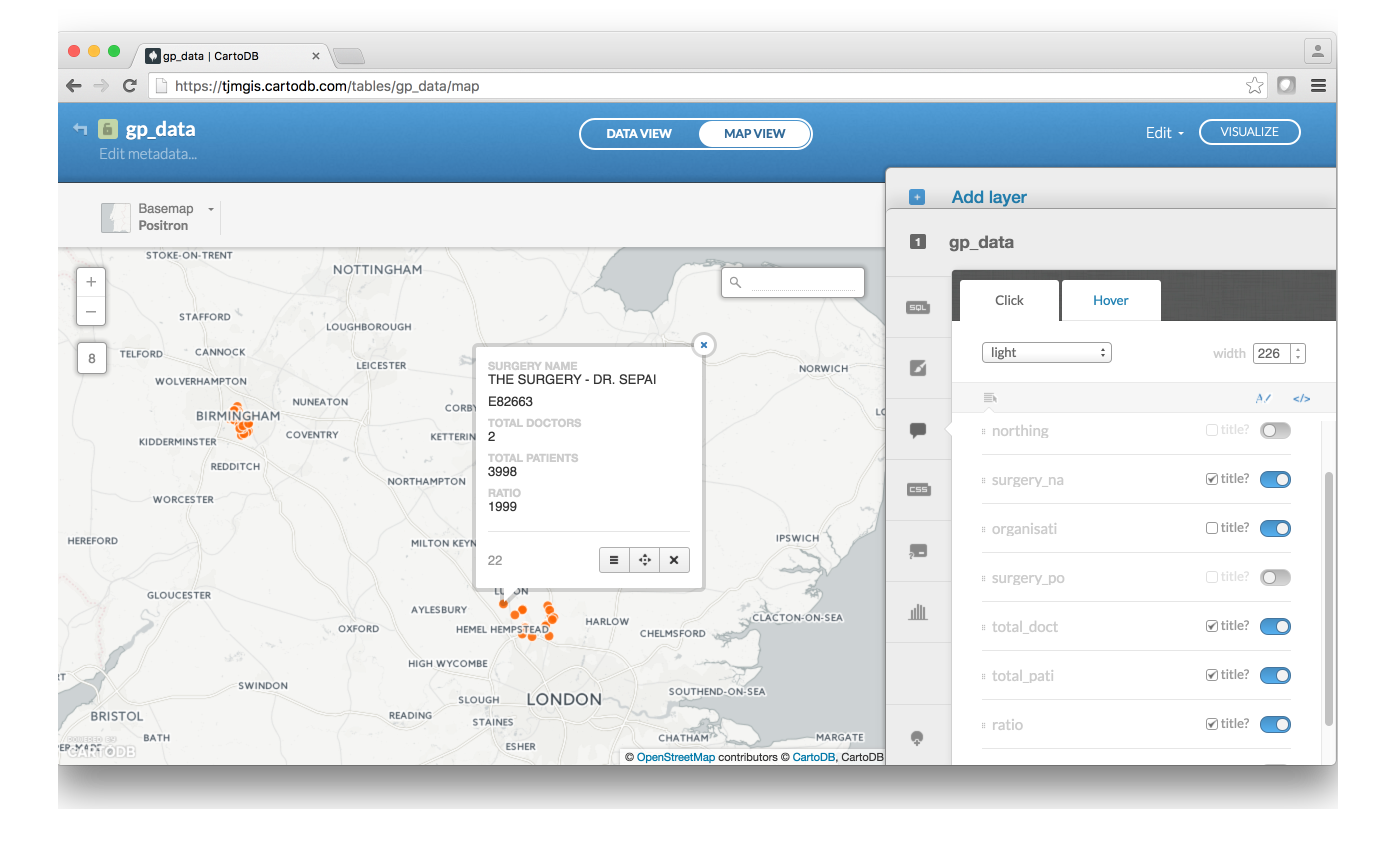 gp_data | CartoDB
https://tjmgis.cartodb.com/tables/gp_data/map
gp_data
Edit metadata...
DATA VIEW
MAP VIEW
Edit
VISUALIZE
Basemap
Positron
Add layer
1
gp_data
SQL
CSS
Click
Hover
light
width
226
</>
northing
title?
surgery_na
title?
organisati
title?
surgery_po
title?
total_doct
title?
total_pati
title?
ratio
title?
+
−
8
STOKE-ON-TRENT
NOTTINGHAM
STAFFORD
LOUGHBOROUGH
TELFORD
CANNOCK
LEICESTER
NORWICH
WOLVERHAMPTON
NUNEATON
CORBY
BIRMINGHAM
COVENTRY
KETTERIN
KIDDERMINSTER
REDDITCH
NORTHAMPTON
WORCESTER
HEREFORD
MILTON KEYN
IPSWICH
GLOUCESTER
AYLESBURY
HARLOW
CLACTON-ON-SEA
OXFORD
HEMEL HEMPSTEAD
CHELMSFORD
HIGH WYCOMBE
SWINDON
SLOUGH
LONDON
SOUTHEND-ON-SEA
BRISTOL
READING
STAINES
BATH
ESHER
CHATHAM
MARGATE
SURGERY NAME
THE SURGERY - DR. SEPAI
E82663
TOTAL DOCTORS
2
TOTAL PATIENTS
3998
RATIO
1999
22
POWERED BY
CARTODB
© OpenStreetMap contributors © CartoDB, CartoDB